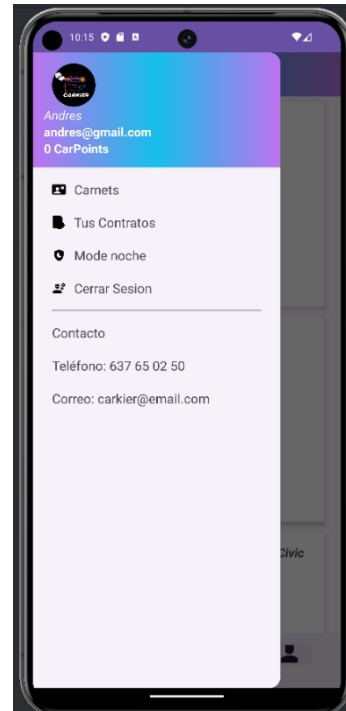 10:15
CARKIER
Andres
andres@gmail.com
0 CarPoints
Carnets
Tus Contratos
Mode noche
Cerrar Sesion
Contacto
Teléfono: 637 65 02 50
Correo: carkier@email.com
Civic